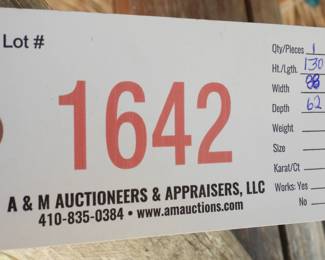 Lot #
1642
A & M AUCTIONEERS & APPRAISERS, LLC
410-835-0384 • www.amauctions.com
Qty/Pieces 1
Ht./Lgth. 130
Width 88
Depth 62
Weight
Size
Karat/Ct
Works: Yes
No